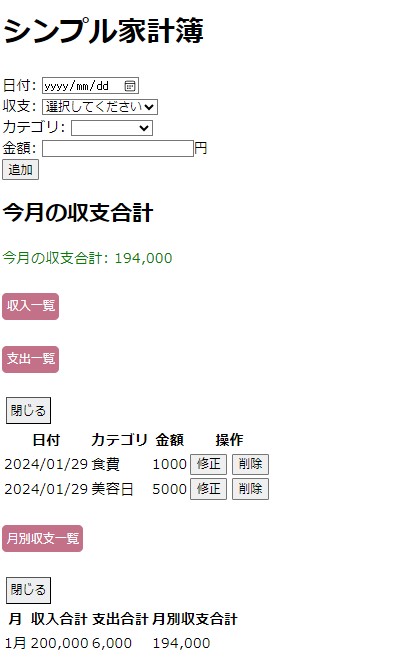 シンプル家計簿
日付: yyyy/mm/dd
収支: 選択してください
カテゴリ:
金額: 円
追加
今月の収支合計
今月の収支合計: 194,000
収入一覧
支出一覧
閉じる
日付 カテゴリ 金額 操作
2024/01/29 食費 1000 修正 削除
2024/01/29 美容日 5000 修正 削除
月別収支一覧
閉じる
月 収入合計 支出合計 月別収支合計
1月 200,000 6,000 194,000